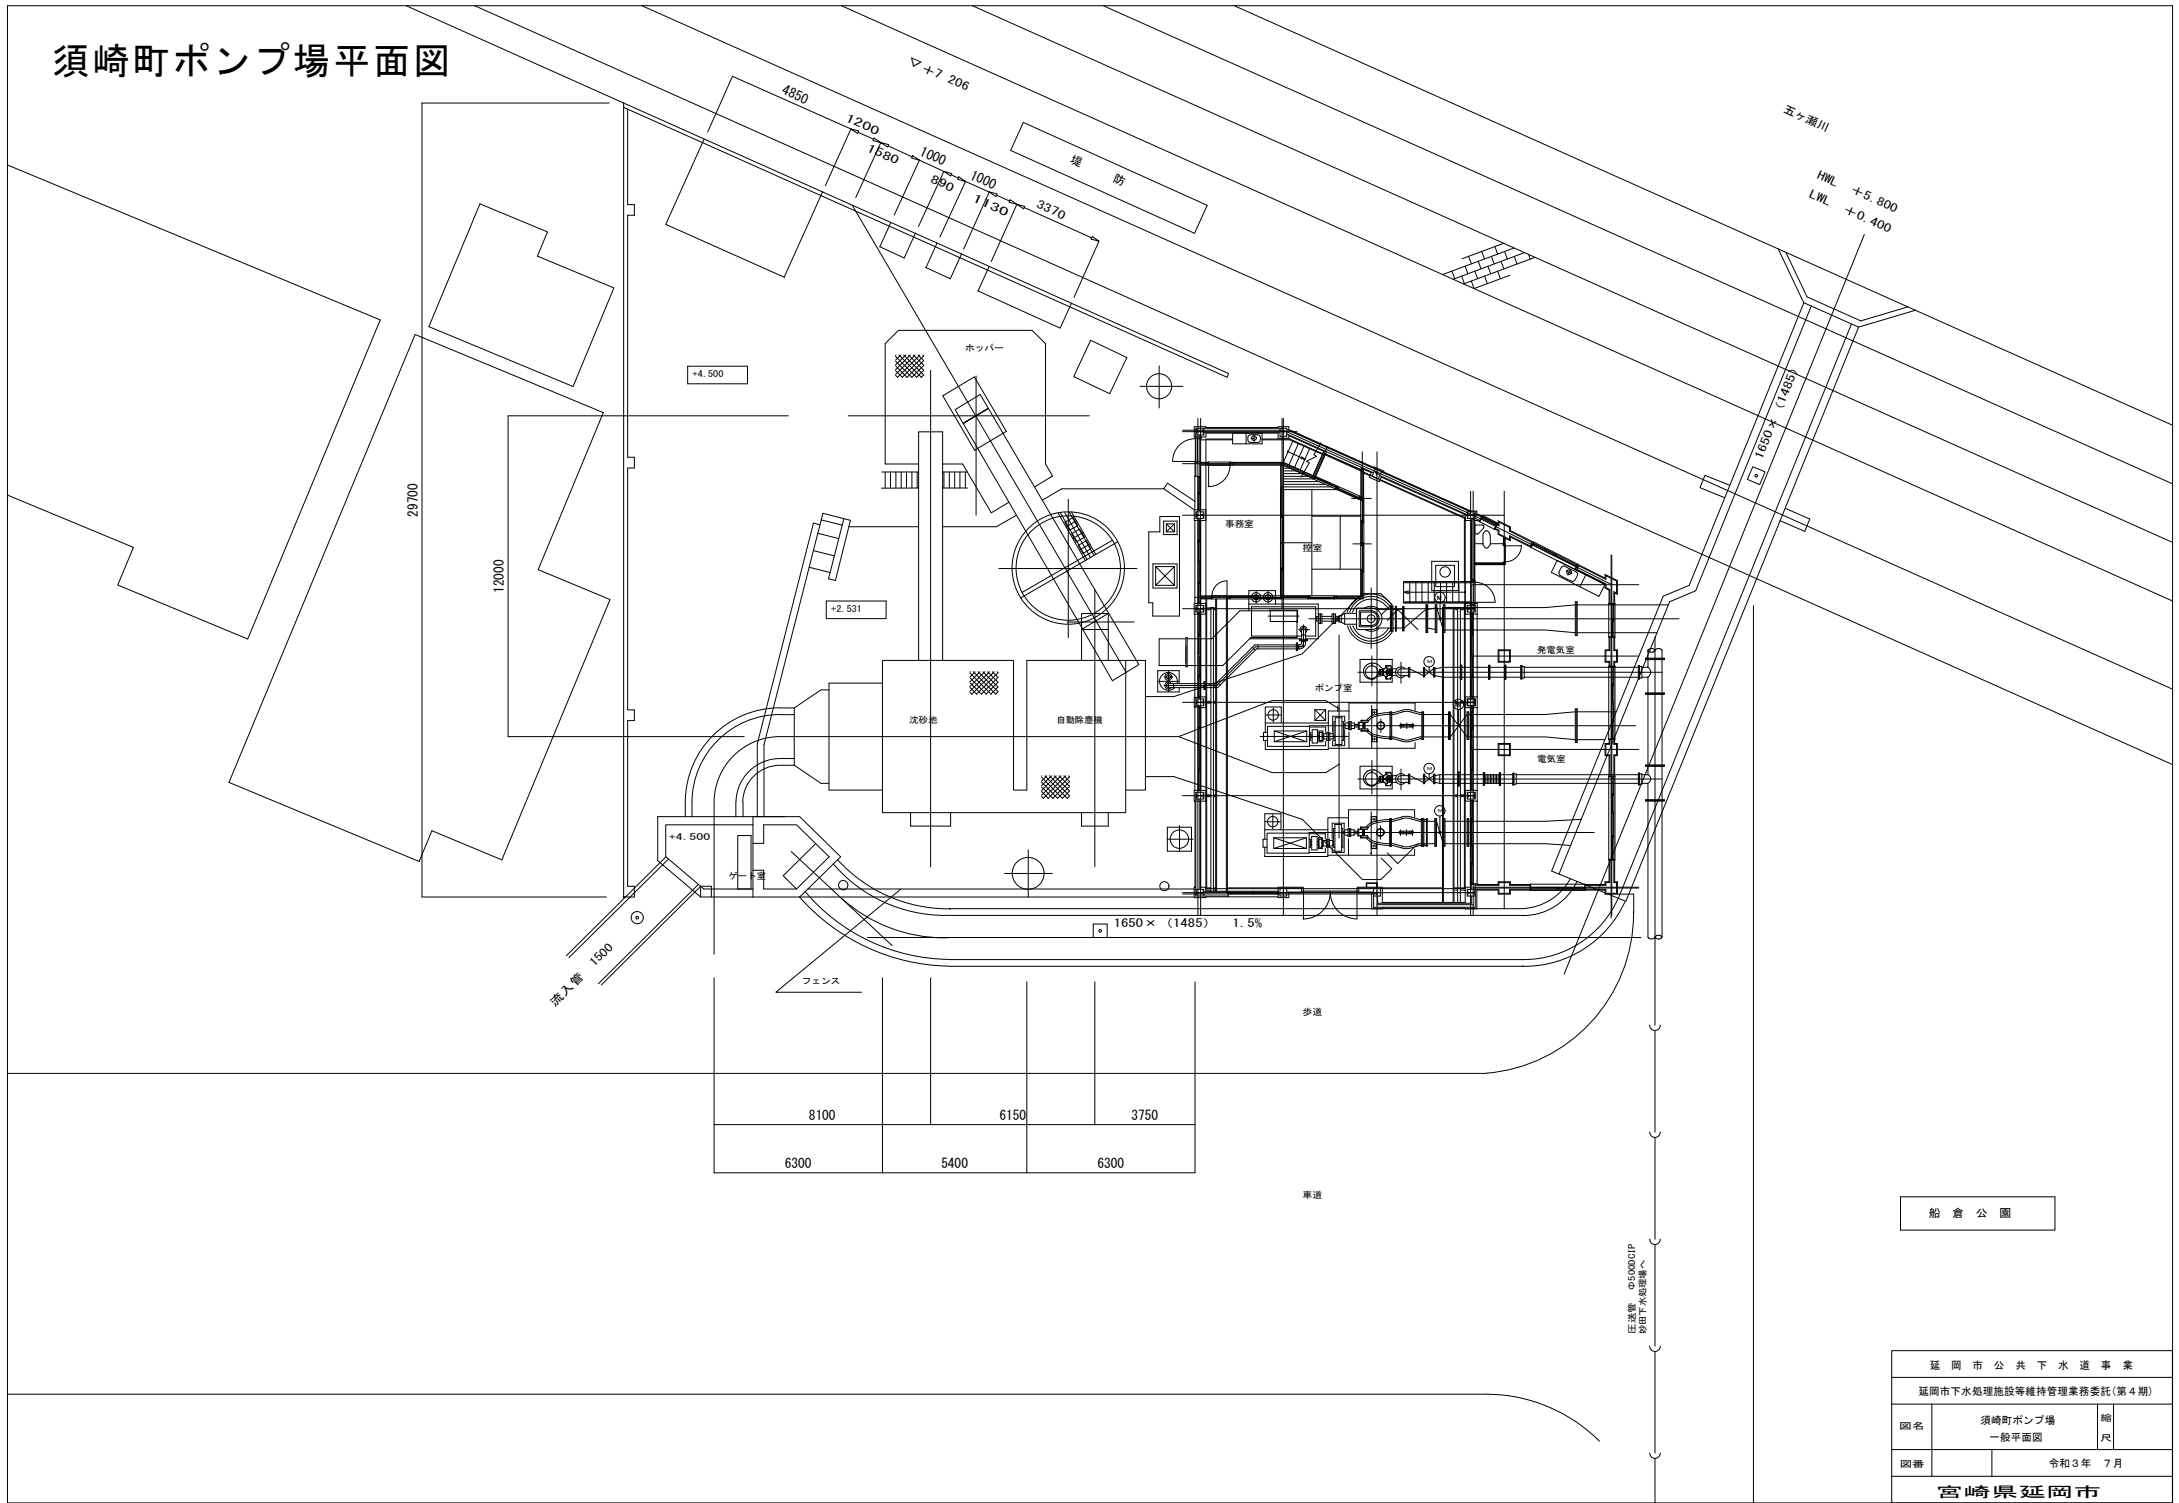 須崎町ポンプ場平面図
▽+7.206
五ヶ瀬川
HWL +5.800
LWL +0.400
堤 防
4850
1200
1580
1000
890
1000
1130
3370
ホッパー
+4.500
1650×(1485)
29700
12000
事務室
控室
+2.531
発電気室
ポンプ室
沈砂池
自動除塵機
電気室
+4.500
ゲート室
1650×(1485) 1.5%
流入管 1500
フェンス
歩道
8100
6150
3750
6300
5400
6300
車道
船 倉 公 園
圧送管 Φ500DCIP
妙田下水処理場へ
延 岡 市 公 共 下 水 道 事 業
延岡市下水処理施設等維持管理業務委託(第4期)
図名
須崎町ポンプ場
一般平面図
縮尺
図番
令和3年 7月
宮崎県延岡市